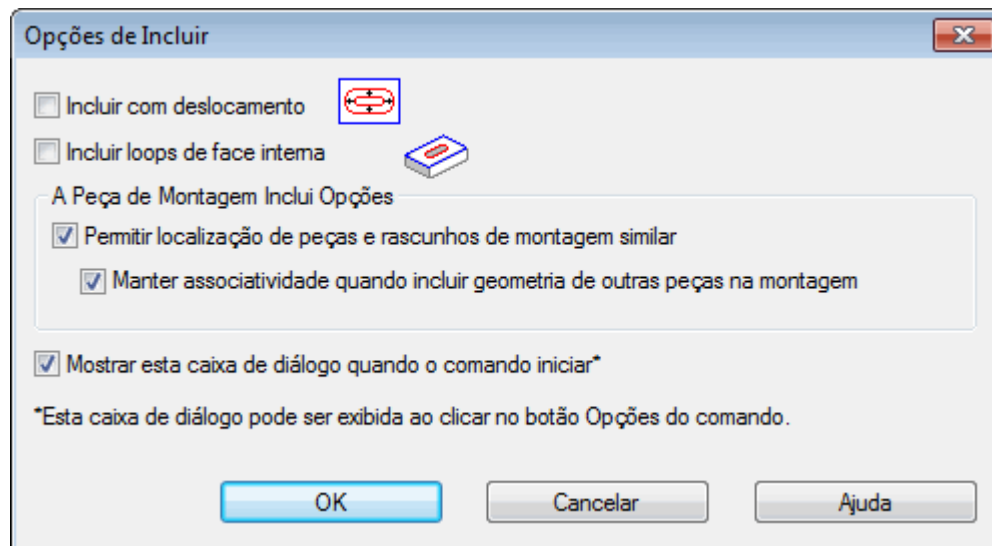 Opções de Incluir
Incluir com deslocamento
Incluir loops de face interna
A Peça de Montagem Inclui Opções
Permitir localização de peças e rascunhos de montagem similar
Manter associatividade quando incluir geometria de outras peças na montagem
Mostrar esta caixa de diálogo quando o comando iniciar*
*Esta caixa de diálogo pode ser exibida ao clicar no botão Opções do comando.
OK Cancelar Ajuda